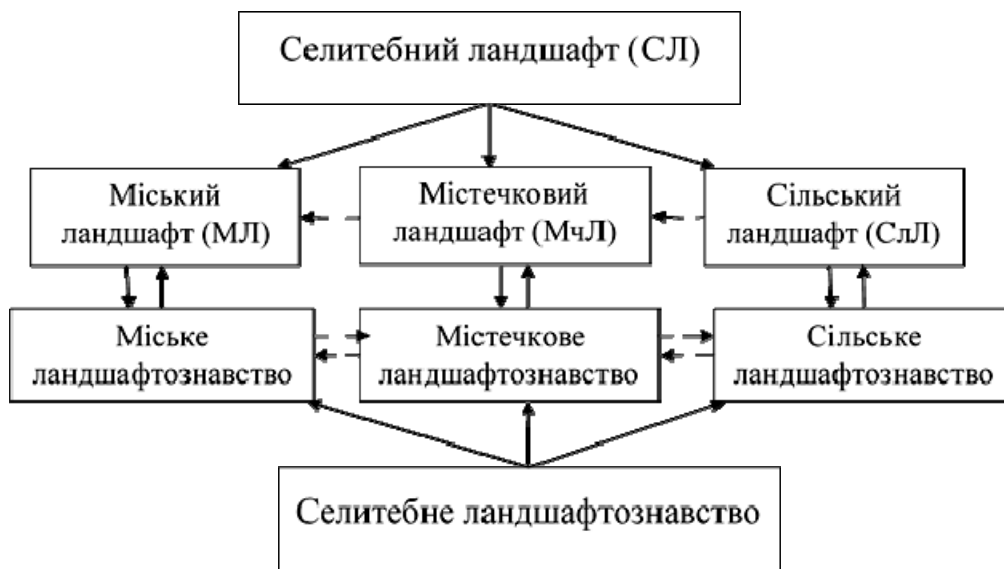 Селитебний ландшафт (СЛ)
Міський
ландшафт (МЛ)
Містечковий
ландшафт (МчЛ)
Сільський
ландшафт (СлЛ)
Міське
ландшафтознавство
Містечкове
ландшафтознавство
Сільське
ландшафтознавство
Селитебне ландшафтознавство